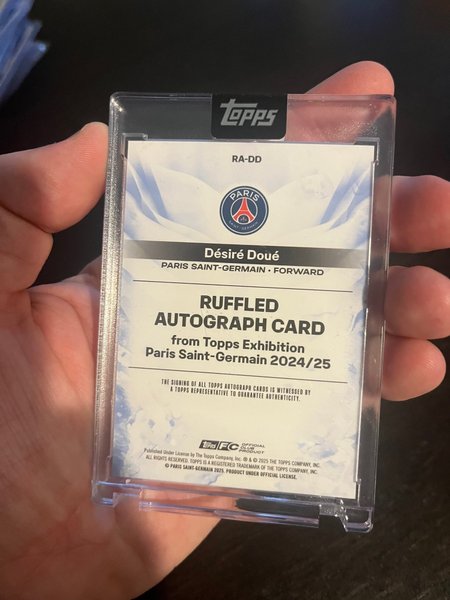 Topps
RA-DD
PARIS
SAINT-GERMAIN
Désiré Doué
PARIS SAINT-GERMAIN • FORWARD
RUFFLED
AUTOGRAPH CARD
from Topps Exhibition
Paris Saint-Germain 2024/25
THE SIGNING OF ALL TOPPS AUTOGRAPH CARDS IS WITNESSED BY
A TOPPS REPRESENTATIVE TO GUARANTEE AUTHENTICITY.
Topps FC OFFICIAL
CLUB
PRODUCT
Published Under License by The Topps Company, Inc. ® & © 2025 THE TOPPS COMPANY, INC.
ALL RIGHTS RESERVED. TOPPS IS A REGISTERED TRADEMARK OF THE TOPPS COMPANY, INC.
© PARIS SAINT-GERMAIN 2025. PRODUCT UNDER OFFICIAL LICENSE.